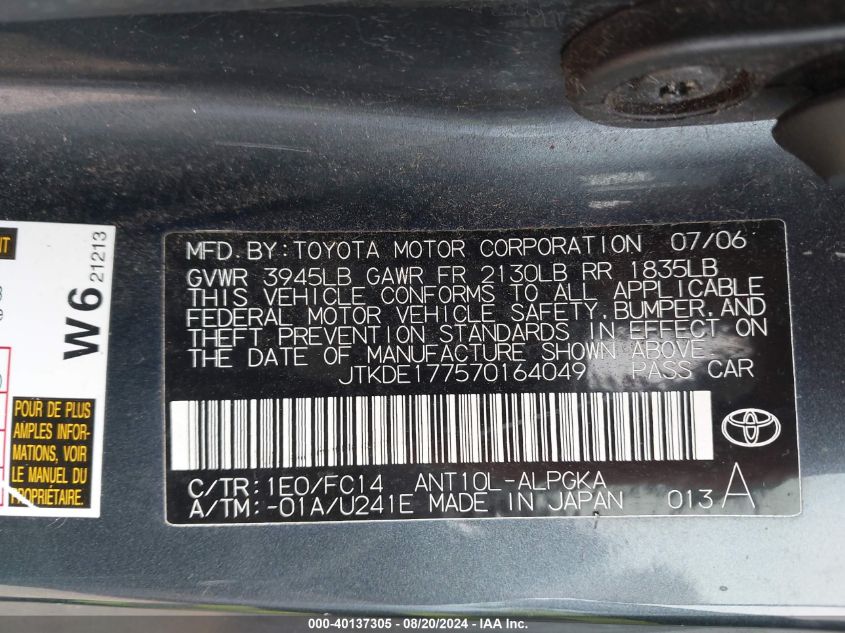 MFD. BY: TOYOTA MOTOR CORPORATION 07/06
GVWR 3945LB GAWR FR 2130LB RR 1835LB
THIS VEHICLE CONFORMS TO ALL APPLICABLE
FEDERAL MOTOR VEHICLE SAFETY, BUMPER, AND
THEFT PREVENTION STANDARDS IN EFFECT ON
THE DATE OF MANUFACTURE SHOWN ABOVE.
JTKDE177570164049 PASS CAR
C/TR: 1E0/FC14 ANT10L-ALPGKA
A/TM: -01A/U241E MADE IN JAPAN 013 A
W6 21213
POUR DE PLUS
AMPLES INFOR-
MATIONS, VOIR
LE MANUEL DU
PROPRIÉTAIRE.
000-40137305 - 08/20/2024 - IAAI.com